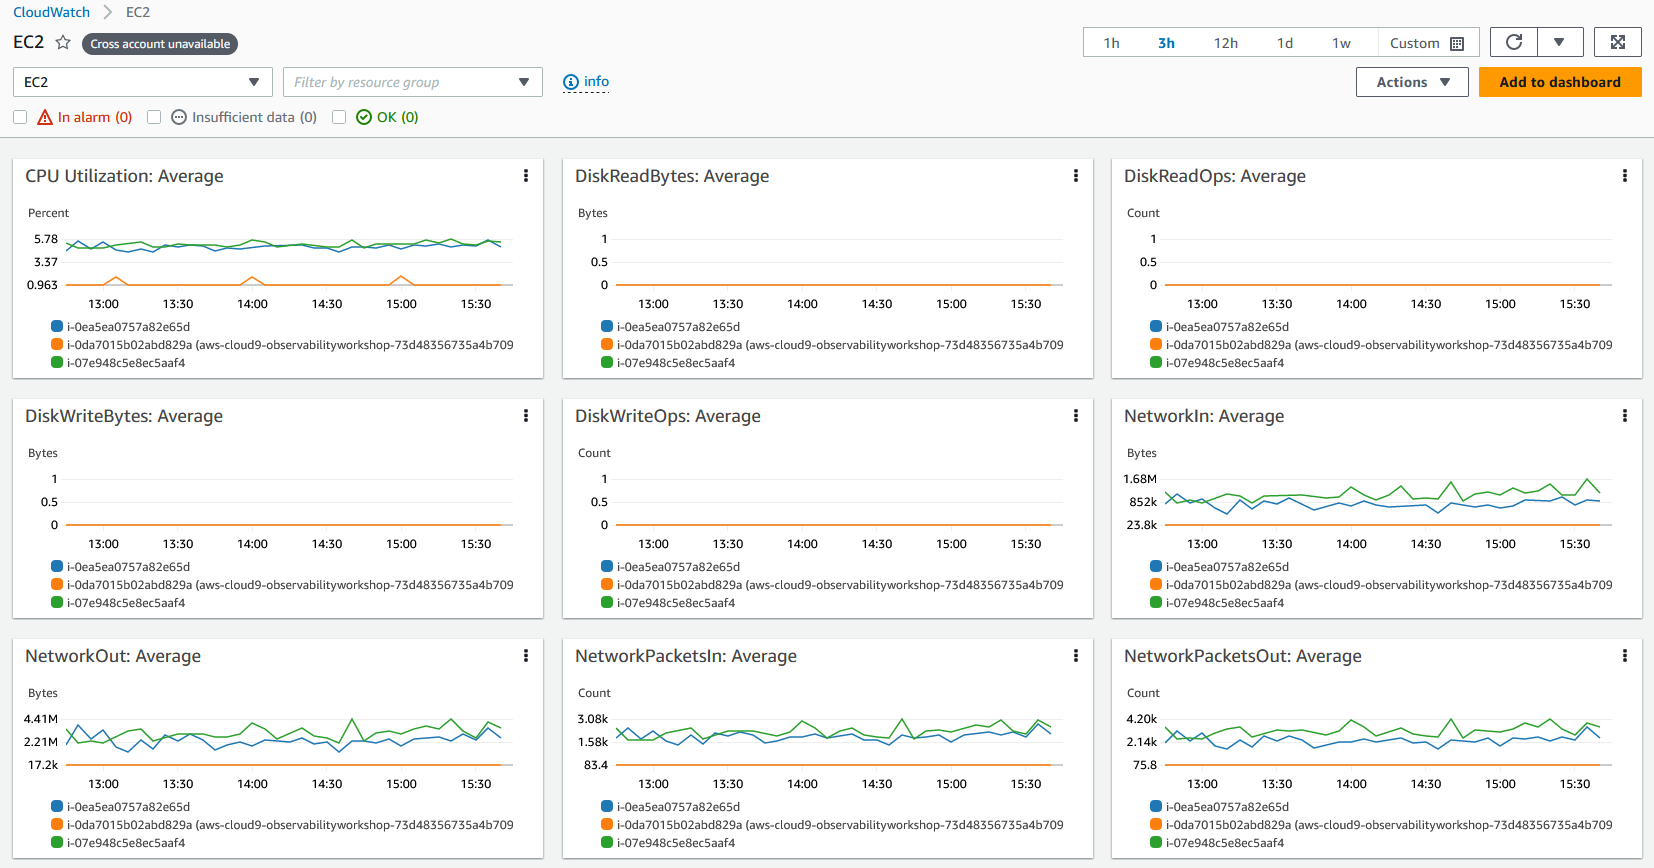 CloudWatch > EC2
EC2 Cross account unavailable
1h 3h 12h 1d 1w Custom
EC2 Filter by resource group info
Actions Add to dashboard
In alarm (0) Insufficient data (0) OK (0)
CPU Utilization: Average
Percent
5.78
3.37
0.963
13:00 13:30 14:00 14:30 15:00 15:30
i-0ea5ea0757a82e65d
i-0da7015b02abd829a (aws-cloud9-observabilityworkshop-73d48356735a4b709
i-07e948c5e8ec5aaf4
DiskReadBytes: Average
Bytes
1
0.5
0
13:00 13:30 14:00 14:30 15:00 15:30
i-0ea5ea0757a82e65d
i-0da7015b02abd829a (aws-cloud9-observabilityworkshop-73d48356735a4b709
i-07e948c5e8ec5aaf4
DiskReadOps: Average
Count
1
0.5
0
13:00 13:30 14:00 14:30 15:00 15:30
i-0ea5ea0757a82e65d
i-0da7015b02abd829a (aws-cloud9-observabilityworkshop-73d48356735a4b709
i-07e948c5e8ec5aaf4
DiskWriteBytes: Average
Bytes
1
0.5
0
13:00 13:30 14:00 14:30 15:00 15:30
i-0ea5ea0757a82e65d
i-0da7015b02abd829a (aws-cloud9-observabilityworkshop-73d48356735a4b709
i-07e948c5e8ec5aaf4
DiskWriteOps: Average
Count
1
0.5
0
13:00 13:30 14:00 14:30 15:00 15:30
i-0ea5ea0757a82e65d
i-0da7015b02abd829a (aws-cloud9-observabilityworkshop-73d48356735a4b709
i-07e948c5e8ec5aaf4
NetworkIn: Average
Bytes
1.68M
852k
23.8k
13:00 13:30 14:00 14:30 15:00 15:30
i-0ea5ea0757a82e65d
i-0da7015b02abd829a (aws-cloud9-observabilityworkshop-73d48356735a4b709
i-07e948c5e8ec5aaf4
NetworkOut: Average
Bytes
4.41M
2.21M
17.2k
13:00 13:30 14:00 14:30 15:00 15:30
i-0ea5ea0757a82e65d
i-0da7015b02abd829a (aws-cloud9-observabilityworkshop-73d48356735a4b709
i-07e948c5e8ec5aaf4
NetworkPacketsIn: Average
Count
3.08k
1.58k
83.4
13:00 13:30 14:00 14:30 15:00 15:30
i-0ea5ea0757a82e65d
i-0da7015b02abd829a (aws-cloud9-observabilityworkshop-73d48356735a4b709
i-07e948c5e8ec5aaf4
NetworkPacketsOut: Average
Count
4.20k
2.14k
75.8
13:00 13:30 14:00 14:30 15:00 15:30
i-0ea5ea0757a82e65d
i-0da7015b02abd829a (aws-cloud9-observabilityworkshop-73d48356735a4b709
i-07e948c5e8ec5aaf4